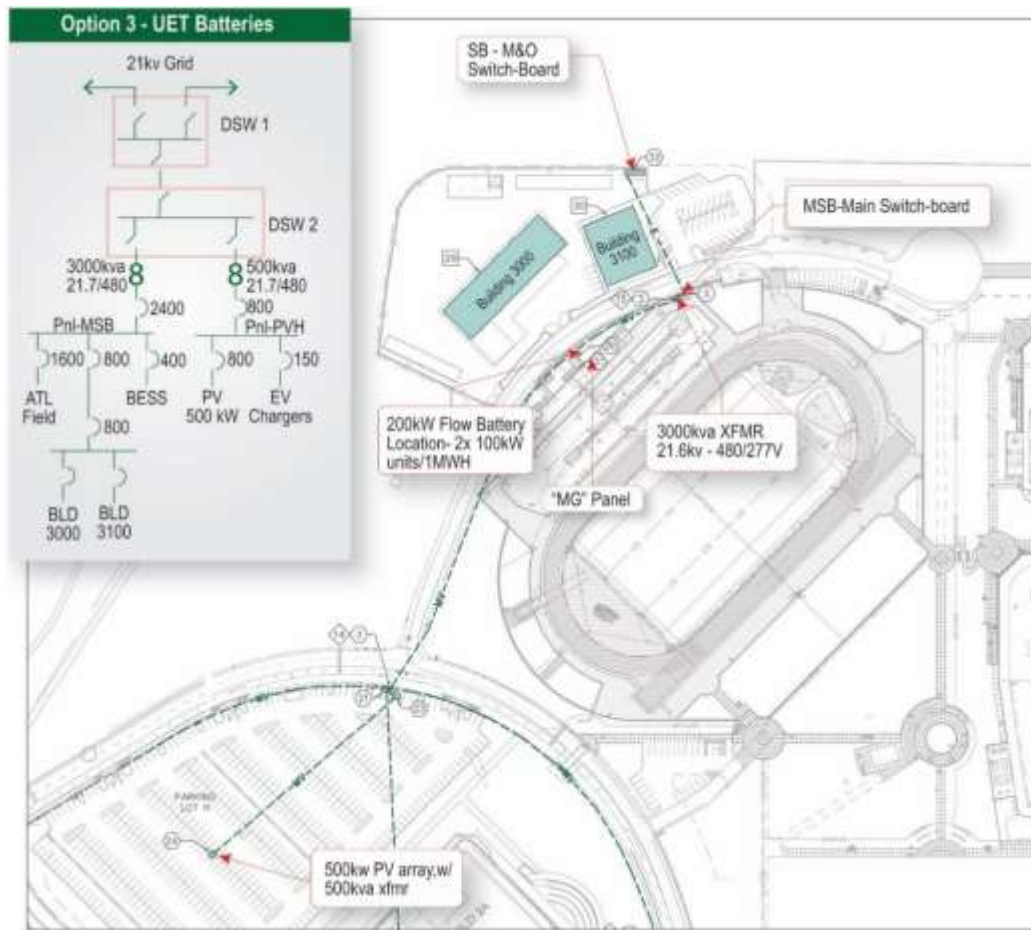 Option 3 - UET Batteries
21kv Grid
DSW 1
DSW 2
3000kva
21.7/480
500kva
21.7/480
2400
800
Pnl-MSB
Pnl-PVH
1600
800
400
800
150
ATL
Field
BESS
PV
500 kW
EV
Chargers
800
BLD
3000
BLD
3100
SB - M&O
Switch-Board
MSB-Main Switch-board
Building 3000
Building
3100
200kW Flow Battery
Location- 2x 100kW
units/1MWH
"MG" Panel
3000kva XFMR
21.6kv - 480/277V
MV
MV
MV
PARKING
LOT H
500kw PV array,w/
500kva xfmr